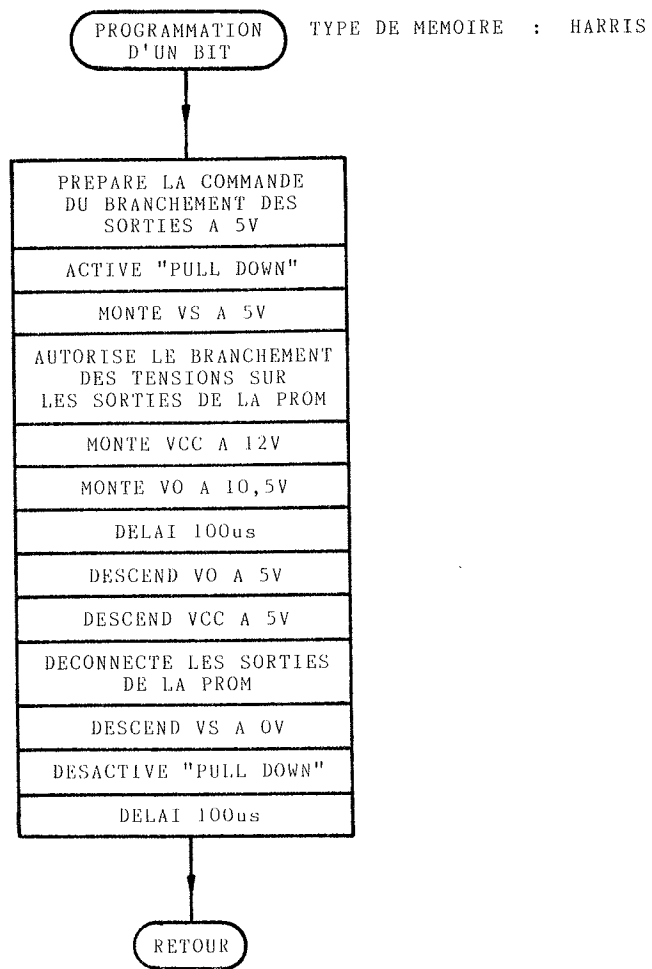 PROGRAMMATION
D'UN BIT
TYPE DE MEMOIRE : HARRIS
PREPARE LA COMMANDE
DU BRANCHEMENT DES
SORTIES A 5V
ACTIVE "PULL DOWN"
MONTE VS A 5V
AUTORISE LE BRANCHEMENT
DES TENSIONS SUR
LES SORTIES DE LA PROM
MONTE VCC A 12V
MONTE VO A 10,5V
DELAI 100us
DESCEND VO A 5V
DESCEND VCC A 5V
DECONNECTE LES SORTIES
DE LA PROM
DESCEND VS A 0V
DESACTIVE "PULL DOWN"
DELAI 100us
RETOUR